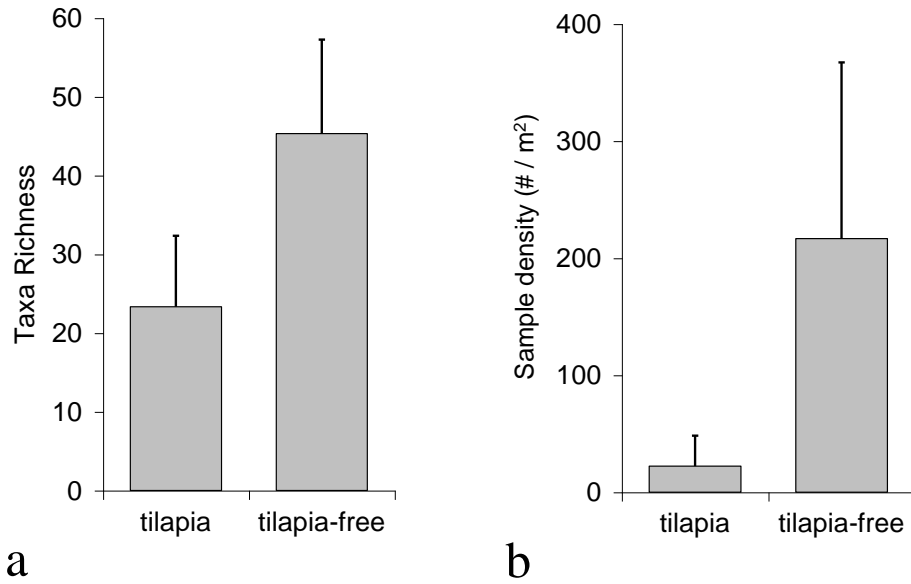 Taxa Richness
60
50
40
30
20
10
0
tilapia tilapia-free
a
Sample density (# / m²)
400
300
200
100
0
tilapia tilapia-free
b